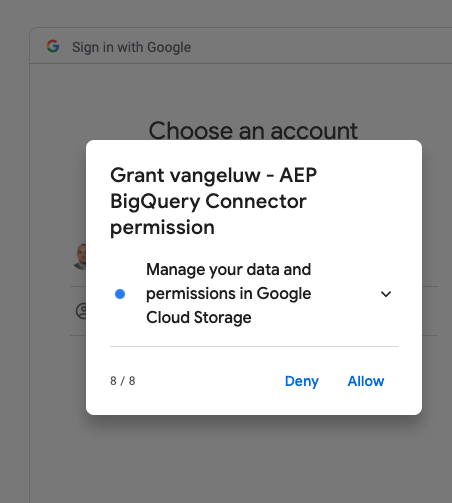 Sign in with Google
Choose an account
Grant vangeluw - AEP
BigQuery Connector
permission
Manage your data and
permissions in Google
Cloud Storage
8 / 8
Deny
Allow